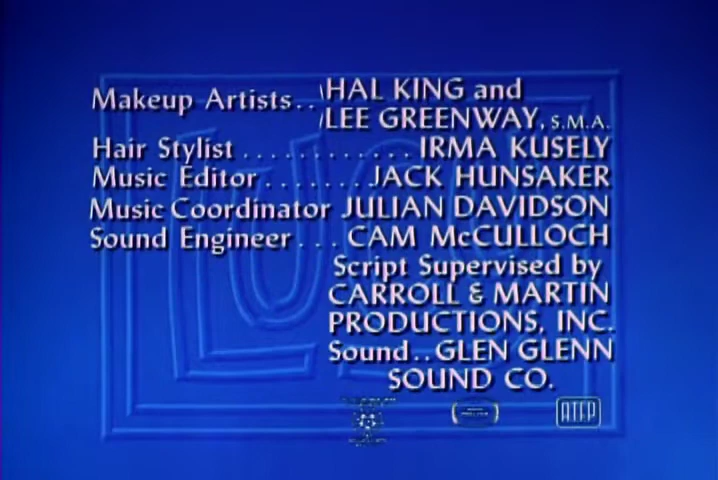 Makeup Artists.. HAL KING and
LEE GREENWAY, S.M.A.
Hair Stylist ............ IRMA KUSELY
Music Editor ........ JACK HUNSAKER
Music Coordinator JULIAN DAVIDSON
Sound Engineer ... CAM McCULLOCH
Script Supervised by
CARROLL & MARTIN
PRODUCTIONS, INC.
Sound.. GLEN GLENN
SOUND CO.
ATFP